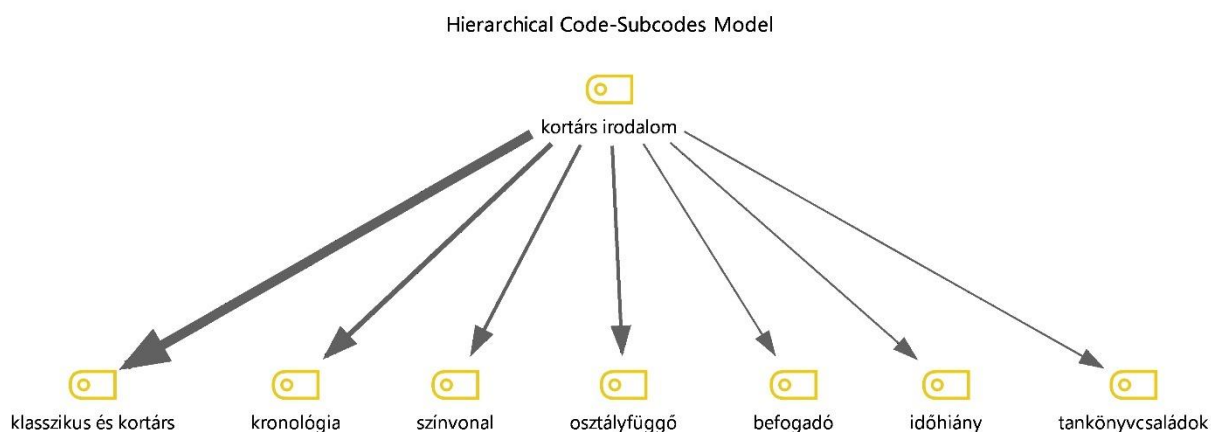 Hierarchical Code-Subcodes Model
kortárs irodalom
klasszikus és kortárs
kronológia
színvonal
osztályfüggő
befogadó
időhiány
tankönyvcsaládok